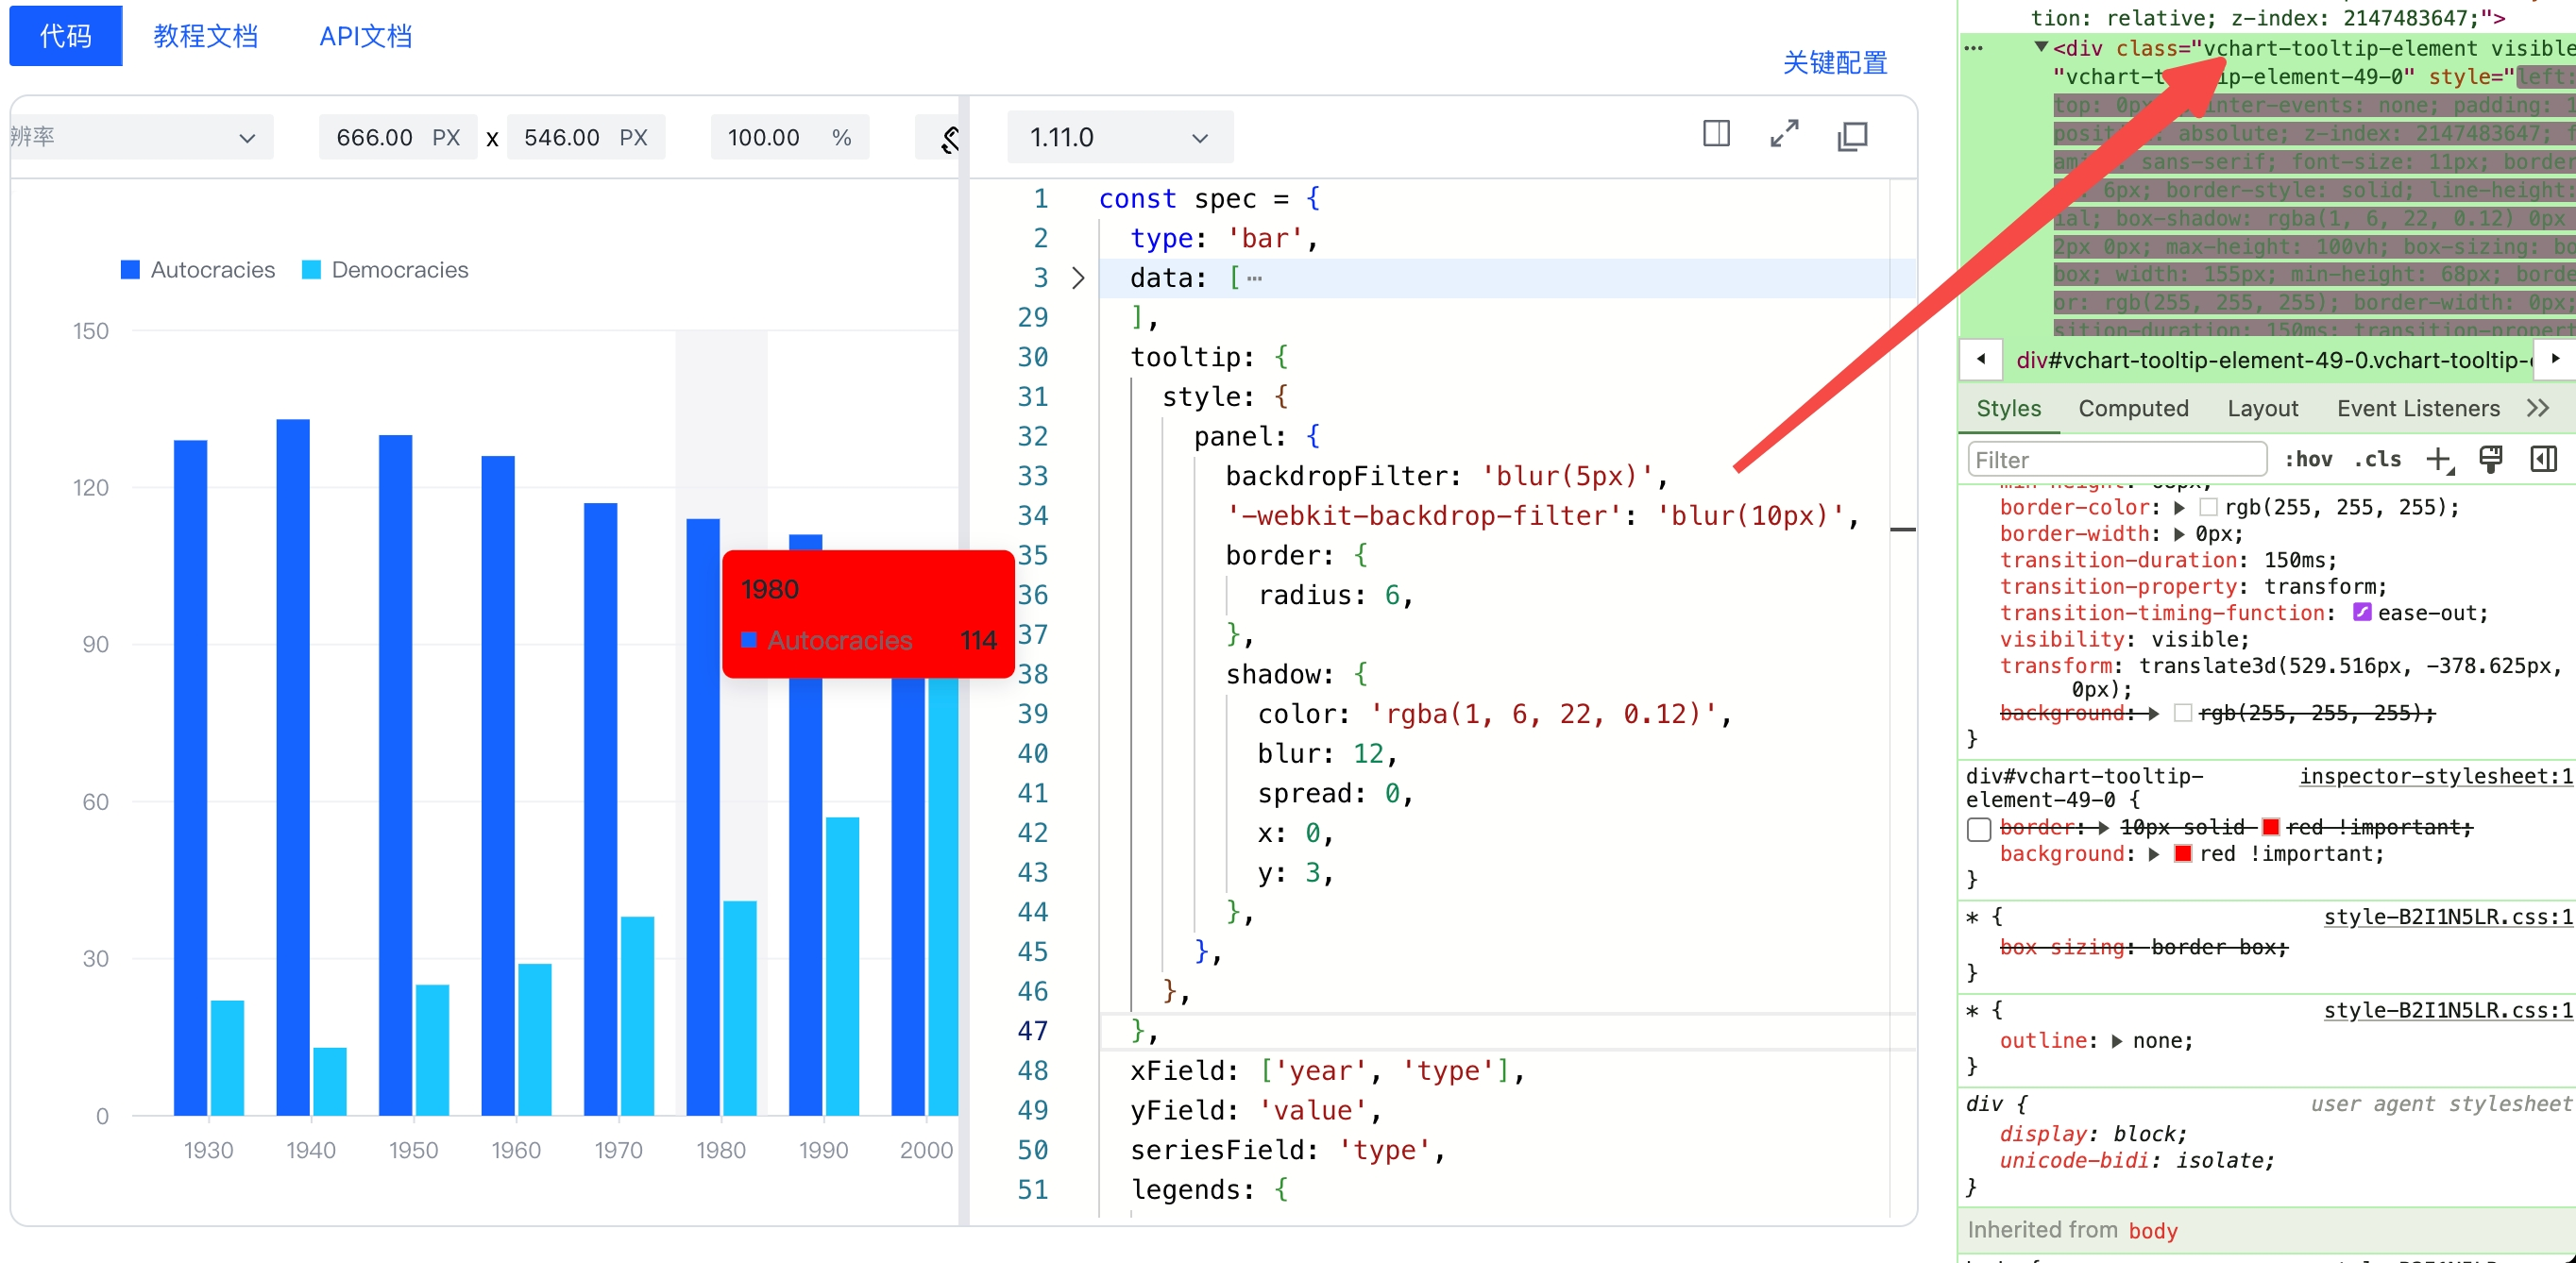 代码 教程文档 API文档
关键配置
辨率 666.00 PX x 546.00 PX 100.00 %
1.11.0
Autocracies Democracies
150
120
90
60
30
0
1930 1940 1950 1960 1970 1980 1990 2000
1980
Autocracies 114
1 const spec = {
2 type: 'bar',
3 data: [ ⋯
29 ],
30 tooltip: {
31 style: {
32 panel: {
33 backdropFilter: 'blur(5px)',
34 '-webkit-backdrop-filter': 'blur(10px)',
35 border: {
36 radius: 6,
37 },
38 shadow: {
39 color: 'rgba(1, 6, 22, 0.12)',
40 blur: 12,
41 spread: 0,
42 x: 0,
43 y: 3,
44 },
45 },
46 },
47 },
48 xField: ['year', 'type'],
49 yField: 'value',
50 seriesField: 'type',
51 legends: {
tion: relative; z-index: 2147483647;">
<div class="vchart-tooltip-element visible
"vchart-tooltip-element-49-0" style="left:
top: 0px; pointer-events: none; padding: 1
position: absolute; z-index: 2147483647; f
sans-serif; font-size: 11px; border
6px; border-style: solid; line-height:
box-shadow: rgba(1, 6, 22, 0.12) 0px
2px 0px; max-height: 100vh; box-sizing: bo
box; width: 155px; min-height: 68px; borde
or: rgb(255, 255, 255); border-width: 0px;
sition-duration: 150ms; transition-propert
div#vchart-tooltip-element-49-0.vchart-tooltip-
Styles Computed Layout Event Listeners
Filter :hov .cls
min-height: 68px;
border-color: rgb(255, 255, 255);
border-width: 0px;
transition-duration: 150ms;
transition-property: transform;
transition-timing-function: ease-out;
visibility: visible;
transform: translate3d(529.516px, -378.625px,
0px);
background: rgb(255, 255, 255);
}
div#vchart-tooltip- inspector-stylesheet:1
element-49-0 {
border: 10px solid red !important;
background: red !important;
}
* { style-B2I1N5LR.css:1
box-sizing: border-box;
}
* { style-B2I1N5LR.css:1
outline: none;
}
div { user agent stylesheet
display: block;
unicode-bidi: isolate;
}
Inherited from body